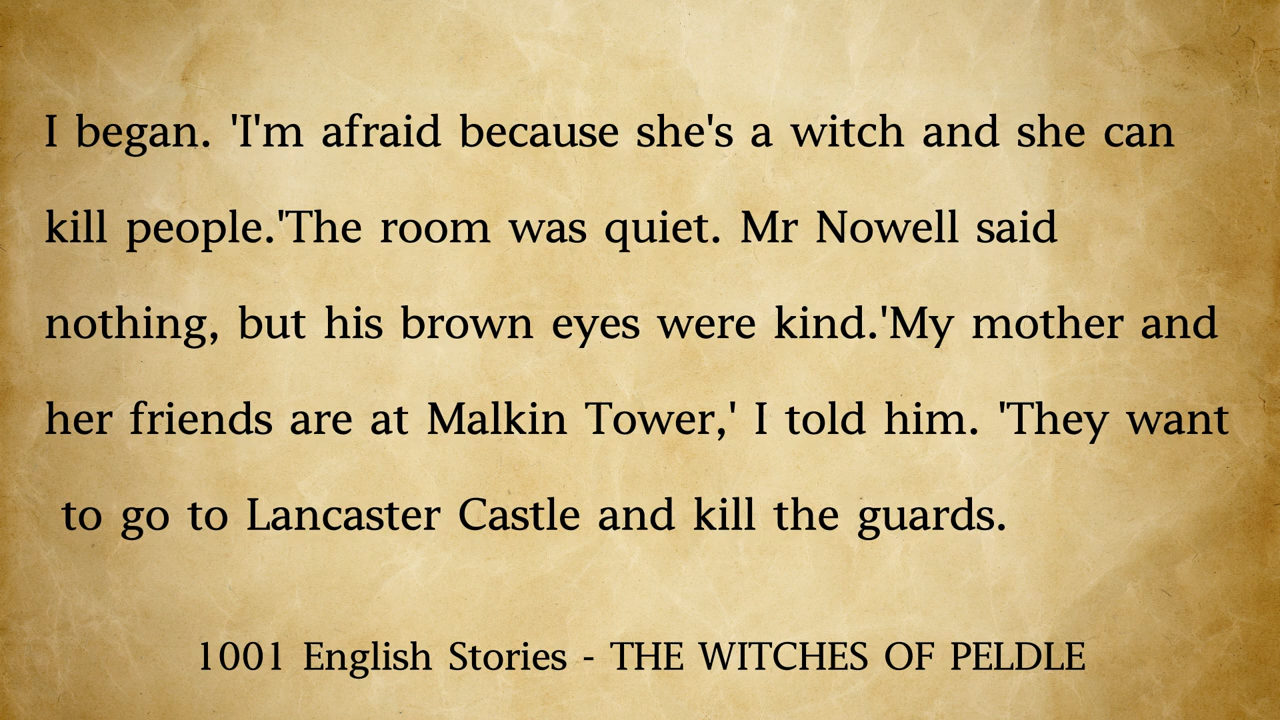 I began. 'I'm afraid because she's a witch and she can
kill people.'The room was quiet. Mr Nowell said
nothing, but his brown eyes were kind.'My mother and
her friends are at Malkin Tower,' I told him. 'They want
to go to Lancaster Castle and kill the guards.
1001 English Stories - THE WITCHES OF PELDLE